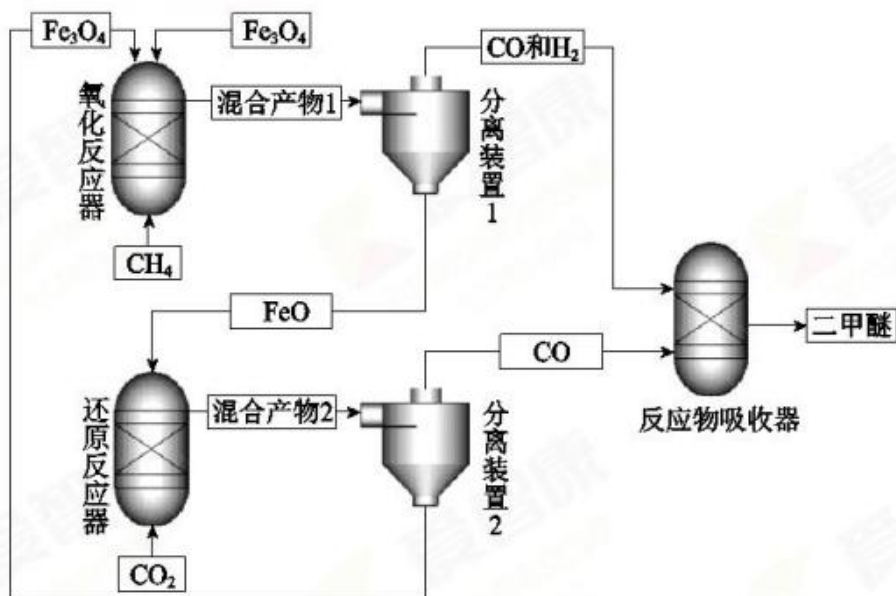 Fe₃O₄
Fe₃O₄
CO和H₂
氧化反应器
混合产物1
分离装置1
CH₄
FeO
CO
二甲醚
还原反应器
混合产物2
分离装置2
反应物吸收器
CO₂